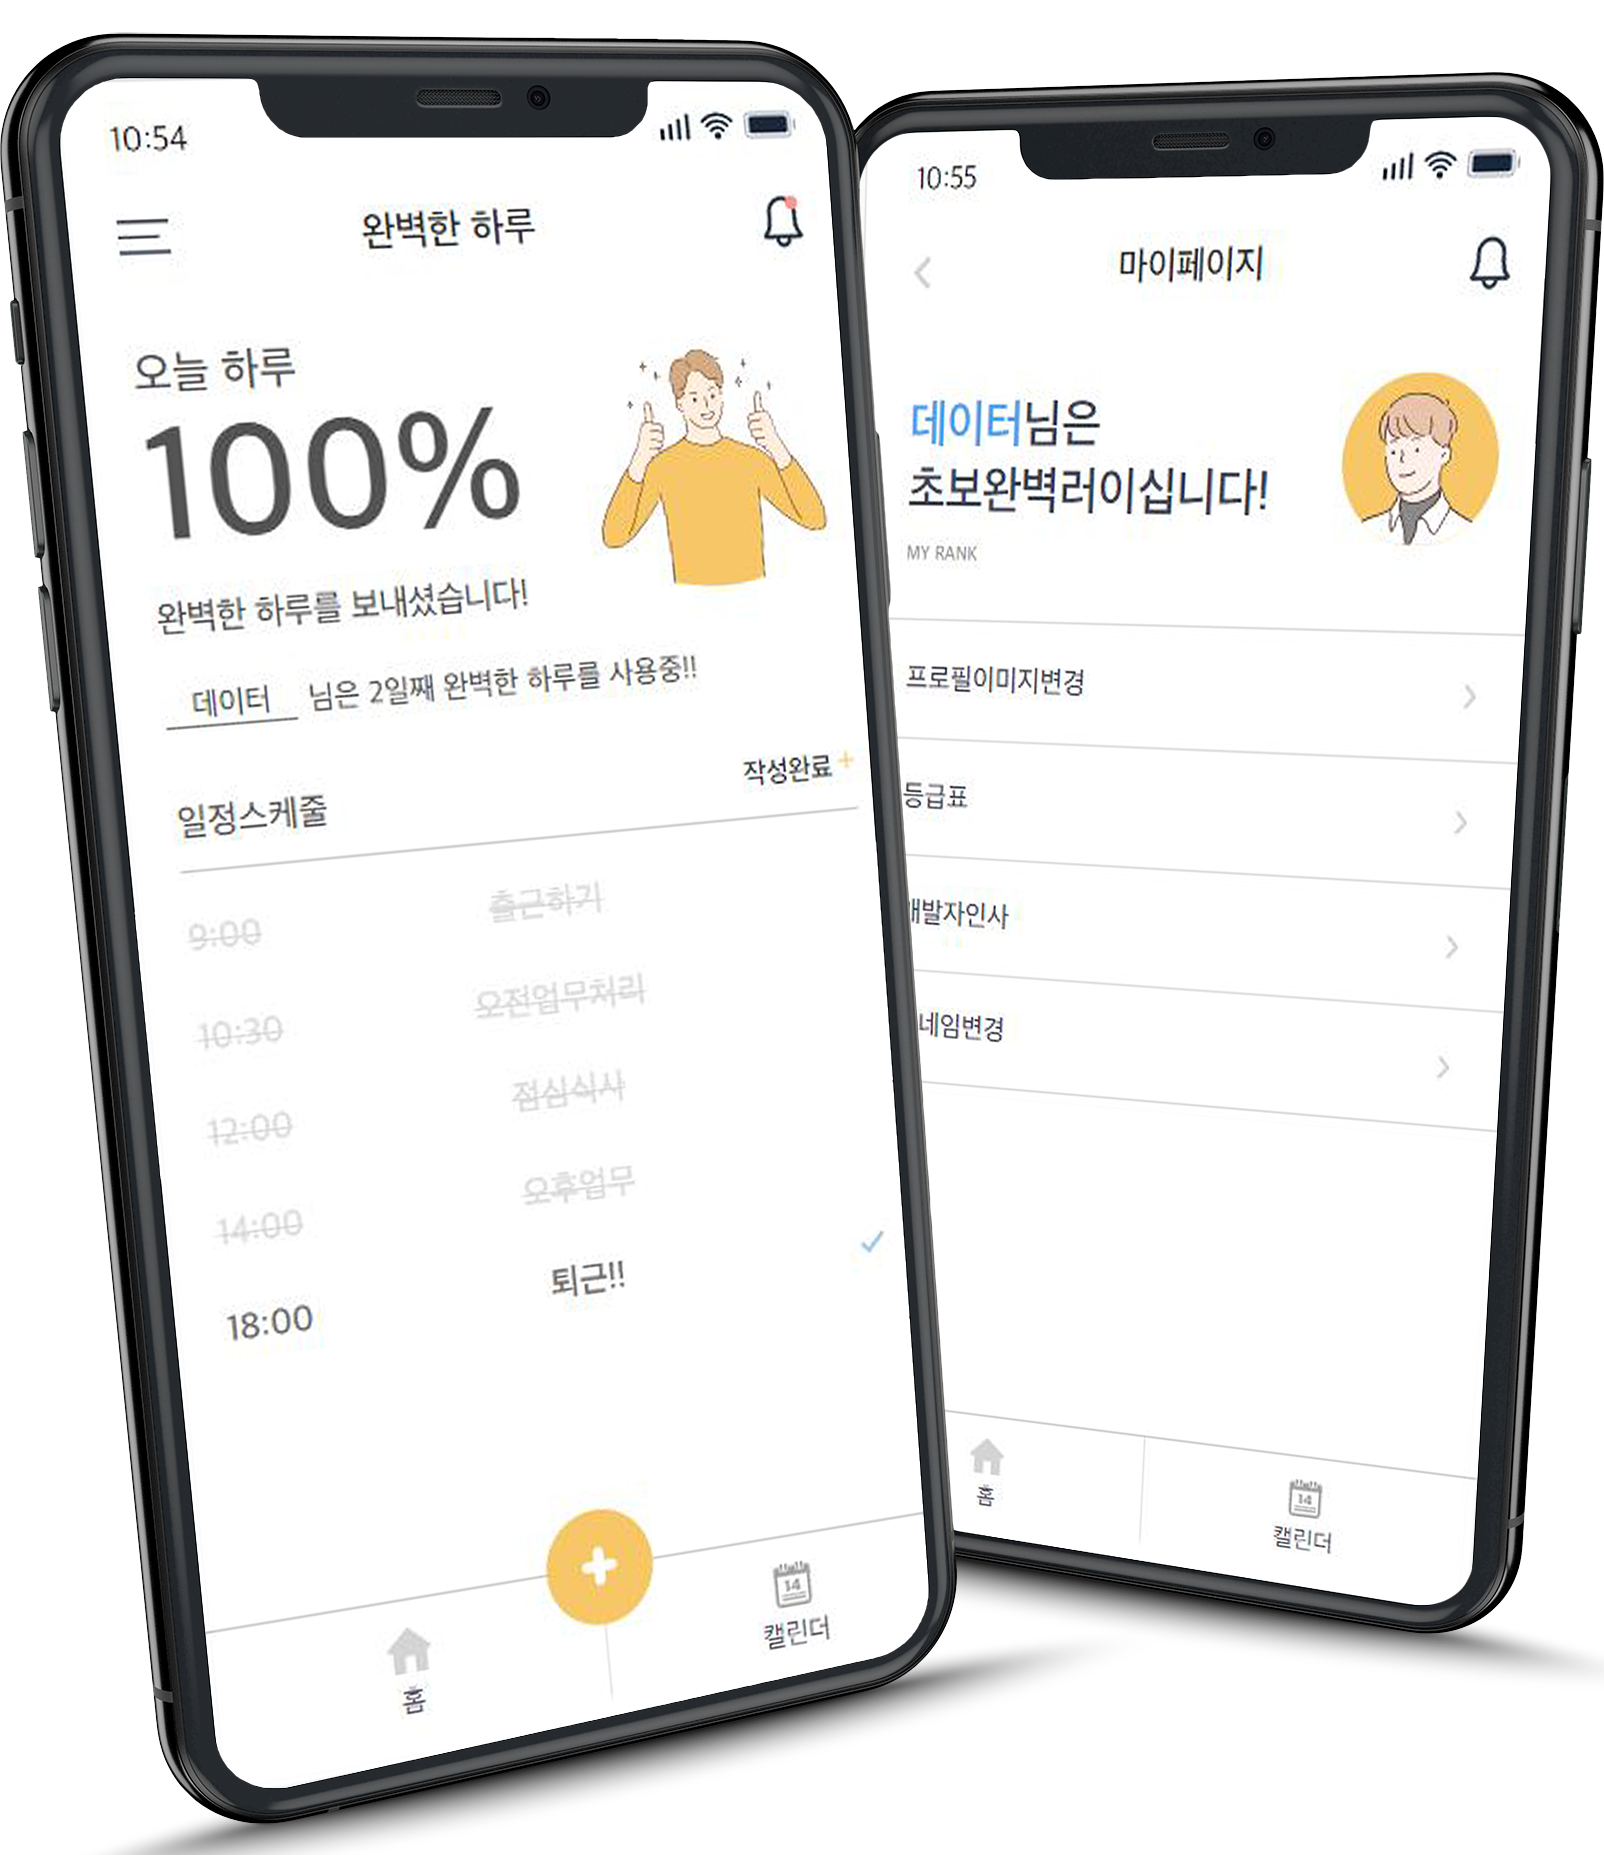 10:54
완벽한 하루
오늘 하루
100%
완벽한 하루를 보내셨습니다!
데이터 님은 2일째 완벽한 하루를 사용중!!
작성완료 +
일정스케줄
9:00 출근하기
10:30 오전업무처리
12:00 점심식사
14:00 오후업무
18:00 퇴근!!
홈
14
캘린더
10:55
마이페이지
데이터님은
초보완벽러이십니다!
MY RANK
프로필이미지변경
등급표
발자인사
네임변경
홈
14
캘린더